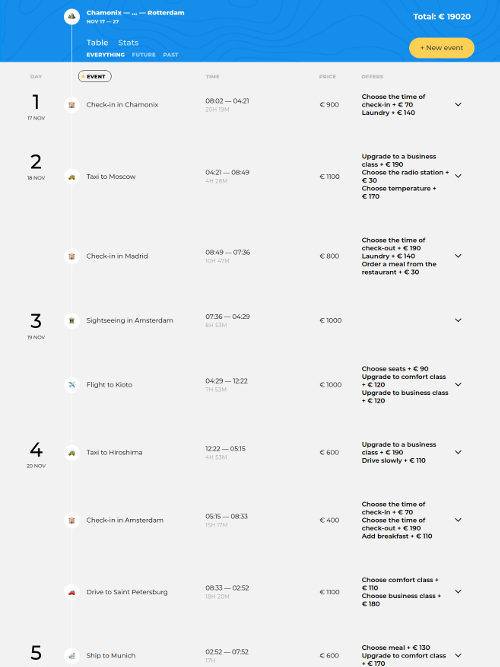 Chamonix — ... — Rotterdam
NOV 17 — 27
Total: € 19020
Table Stats
EVERYTHING FUTURE PAST
+ New event
DAY EVENT TIME PRICE OFFERS
1
17 NOV
Check-in in Chamonix
08:02 — 04:21
20H 19M
€ 900
Choose the time of
check-in + € 70
Laundry + € 140
2
18 NOV
Taxi to Moscow
04:21 — 08:49
4H 28M
€ 1100
Upgrade to a business
class + € 190
Choose the radio station +
€ 30
Choose temperature +
€ 170
Check-in in Madrid
08:49 — 07:36
10H 47M
€ 800
Choose the time of
check-out + € 190
Laundry + € 140
Order a meal from the
restaurant + € 30
3
19 NOV
Sightseeing in Amsterdam
07:36 — 04:29
8H 53M
€ 1000
Flight to Kioto
04:29 — 12:22
7H 53M
€ 1000
Choose seats + € 90
Upgrade to comfort class
+ € 120
Upgrade to business class
+ € 120
4
20 NOV
Taxi to Hiroshima
12:22 — 05:15
4H 53M
€ 600
Upgrade to a business
class + € 190
Drive slowly + € 110
Check-in in Amsterdam
05:15 — 08:33
15H 17M
€ 400
Choose the time of
check-in + € 70
Choose the time of
check-out + € 190
Add breakfast + € 110
Drive to Saint Petersburg
08:33 — 02:52
18H 20M
€ 1100
Choose comfort class +
€ 110
Choose business class +
€ 180
5
Ship to Munich
02:52 — 07:52
17H
€ 600
Choose meal + € 130
Upgrade to comfort class
+ € 170